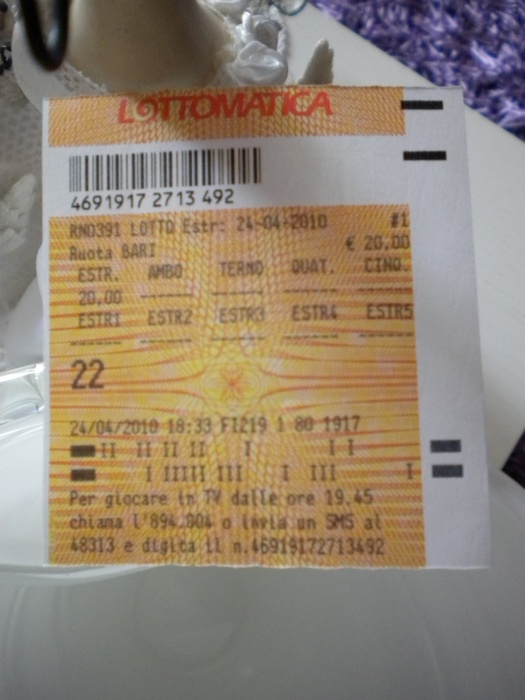 LOTTOMATICA
4691917 2713 492
RN0391 LOTTO Estr: 24-04-2010 #1
Ruota BARI € 20,00
ESTR. AMBO TERNO QUAT. CINQ.
20,00
ESTR1 ESTR2 ESTR3 ESTR4 ESTR5
22
24/04/2010 18:33 FI219 1 80 1917
Per giocare in TV dalle ore 19.45
chiama l'894.004 o invia un SMS al
48313 e digita il n.46919172713492